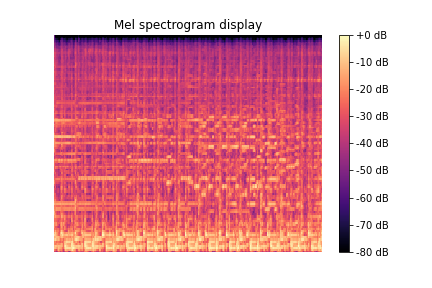 Mel spectrogram display
+0 dB
-10 dB
-20 dB
-30 dB
-40 dB
-50 dB
-60 dB
-70 dB
-80 dB